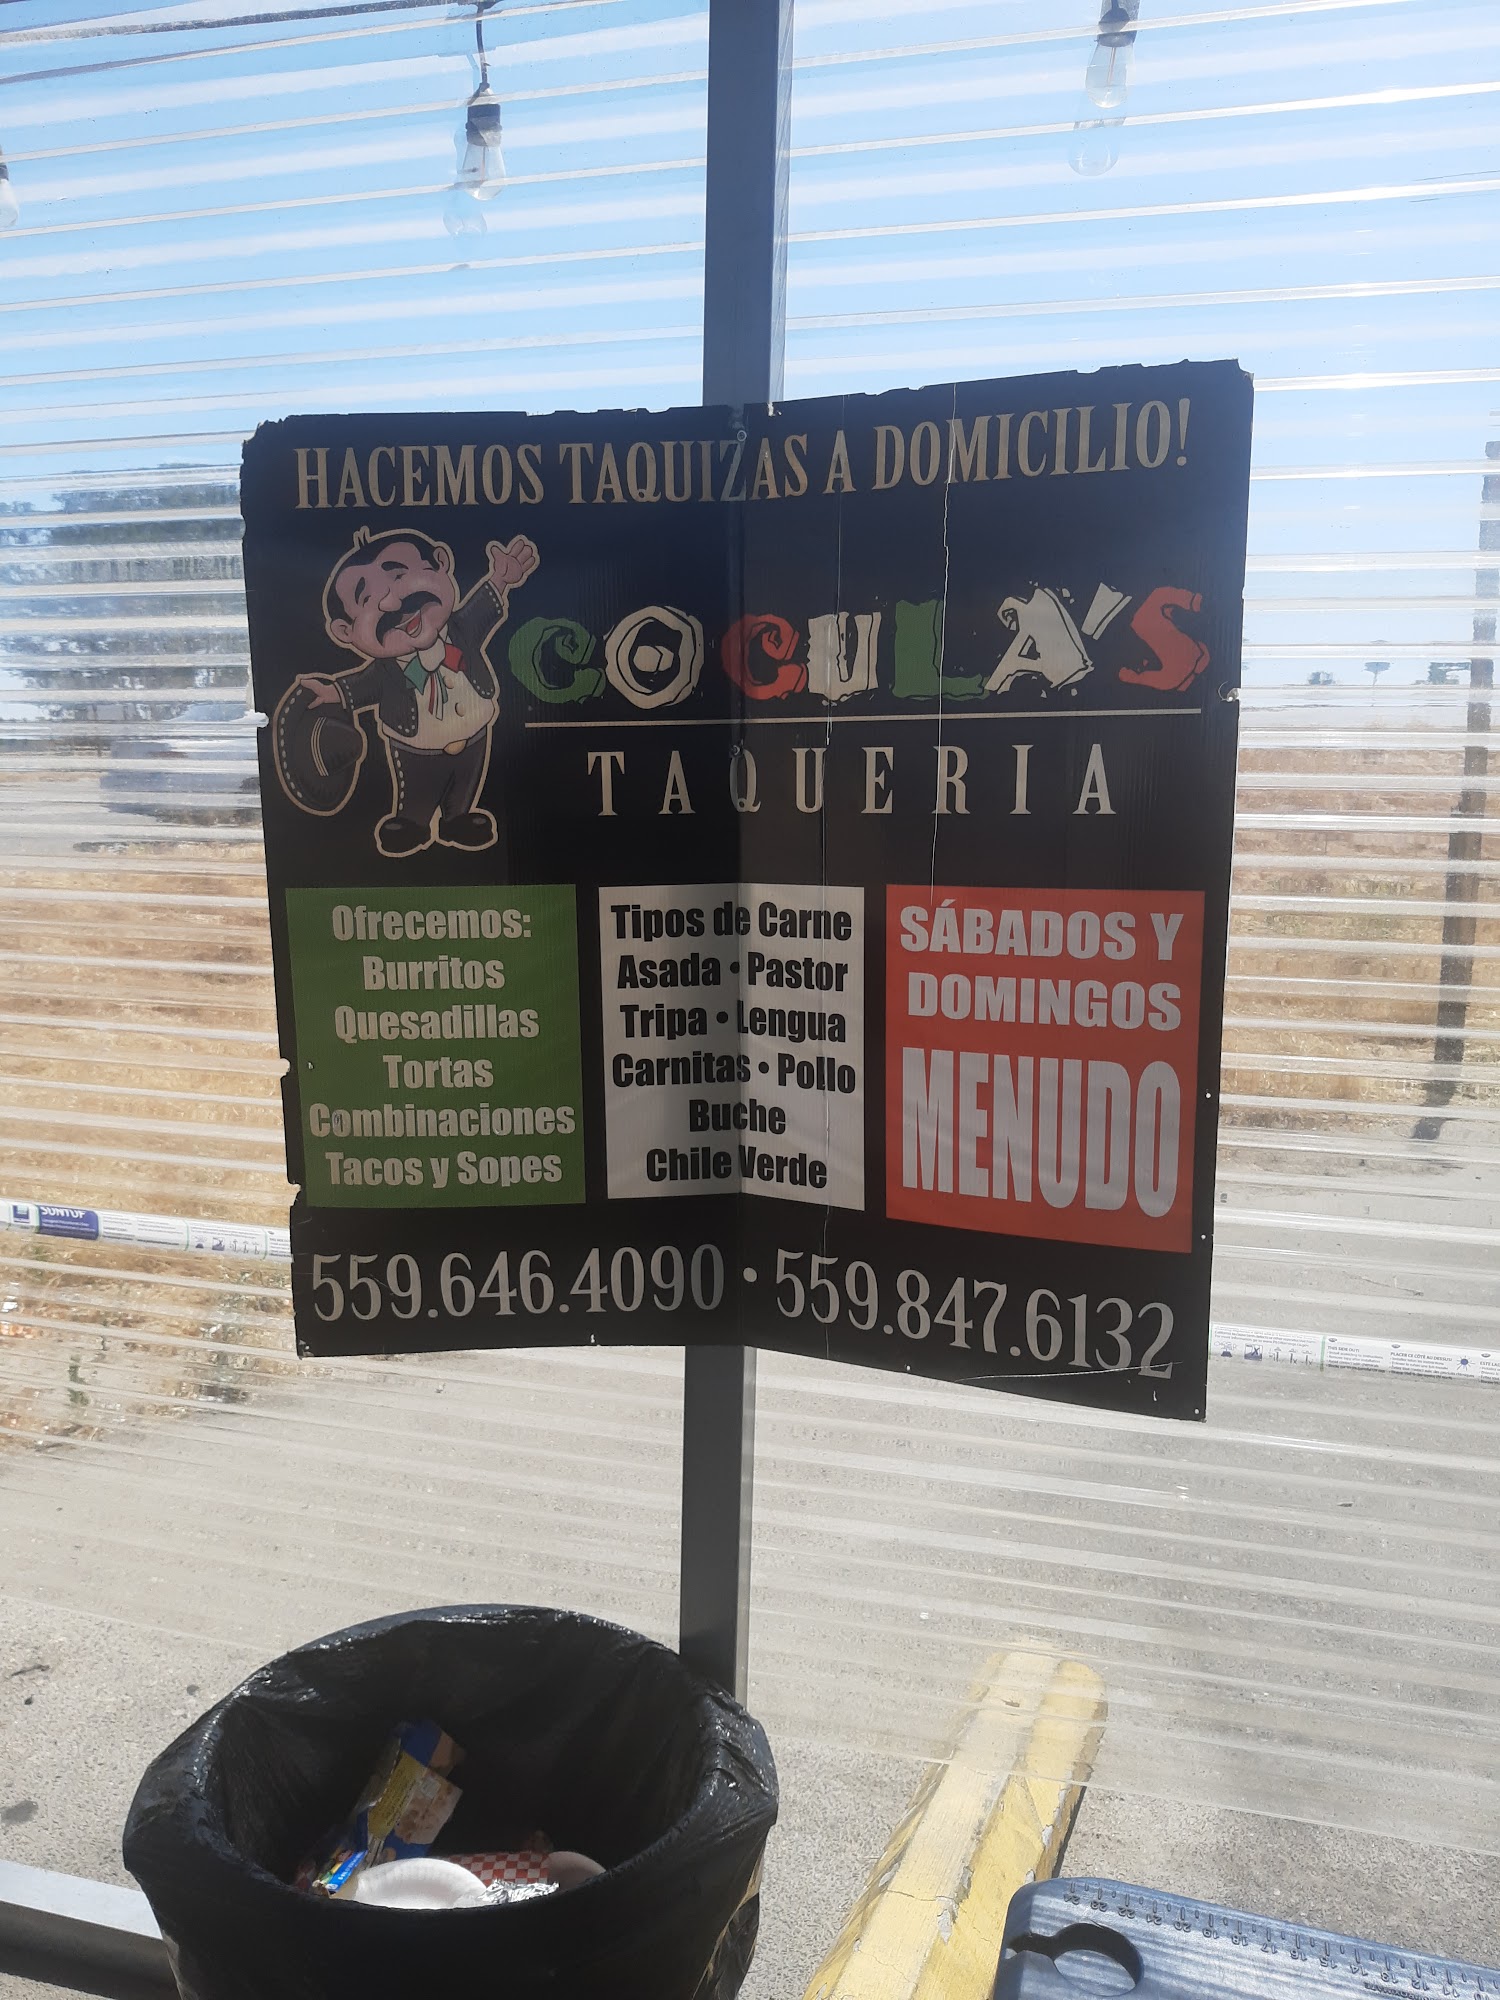 HACEMOS TAQUIZAS A DOMICILIO!
COCULA'S
TAQUERIA
Ofrecemos:
Burritos
Quesadillas
Tortas
Combinaciones
Tacos y Sopes
Tipos de Carne
Asada • Pastor
Tripa • Lengua
Carnitas • Pollo
Buche
Chile Verde
SÁBADOS Y
DOMINGOS
MENUDO
559.646.4090 • 559.847.6132
SUNTUF